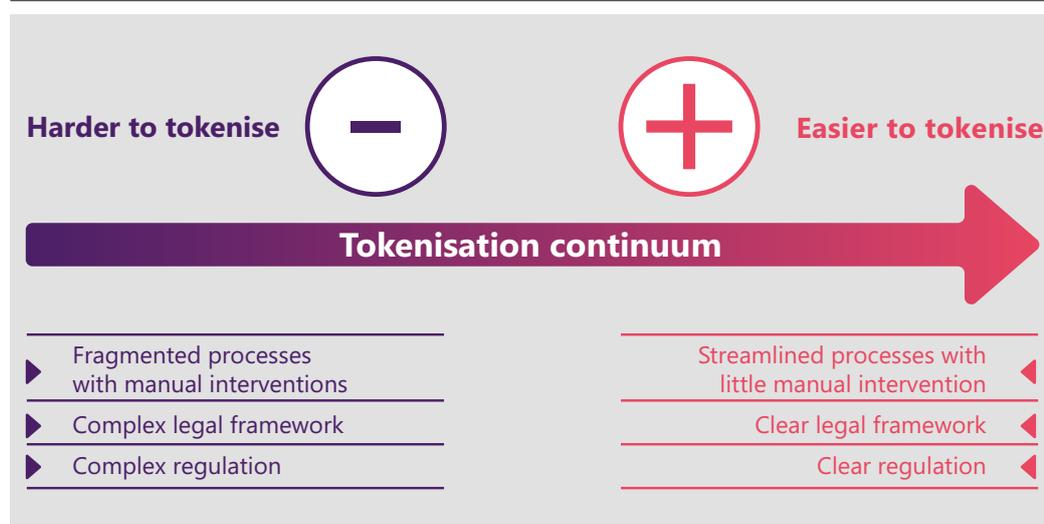 Harder to tokenise
Easier to tokenise
Tokenisation continuum
Fragmented processes
with manual interventions
Complex legal framework
Complex regulation
Streamlined processes with
little manual intervention
Clear legal framework
Clear regulation